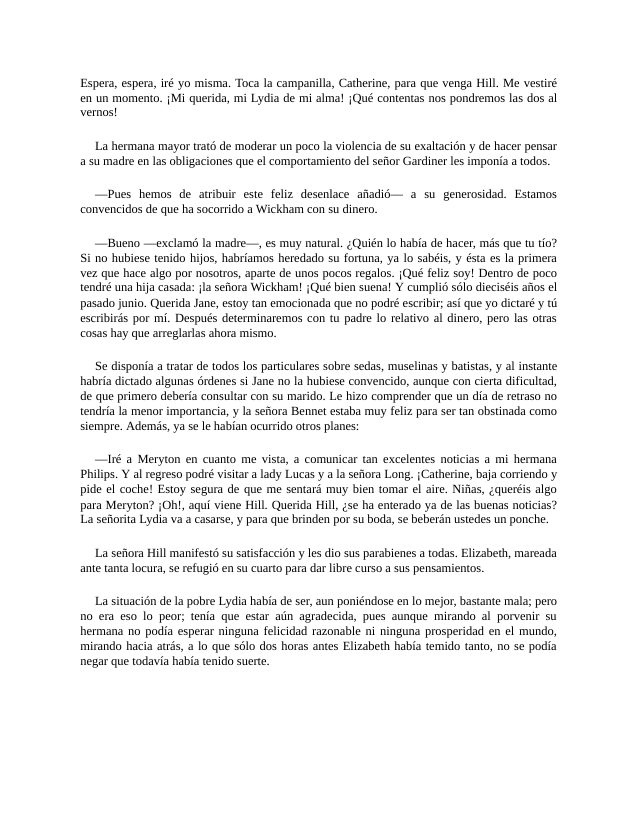 Espera, espera, iré yo misma. Toca la campanilla, Catherine, para que venga Hill. Me vestiré
en un momento. ¡Mi querida, mi Lydia de mi alma! ¡Qué contentas nos pondremos las dos al
vernos!
La hermana mayor trató de moderar un poco la violencia de su exaltación y de hacer pensar
a su madre en las obligaciones que el comportamiento del señor Gardiner les imponía a todos.
—Pues hemos de atribuir este feliz desenlace añadió— a su generosidad. Estamos
convencidos de que ha socorrido a Wickham con su dinero.
—Bueno —exclamó la madre—, es muy natural. ¿Quién lo había de hacer, más que tu tío?
Si no hubiese tenido hijos, habríamos heredado su fortuna, ya lo sabéis, y ésta es la primera
vez que hace algo por nosotros, aparte de unos pocos regalos. ¡Qué feliz soy! Dentro de poco
tendré una hija casada: ¡la señora Wickham! ¡Qué bien suena! Y cumplió sólo dieciséis años el
pasado junio. Querida Jane, estoy tan emocionada que no podré escribir; así que yo dictaré y tú
escribirás por mí. Después determinaremos con tu padre lo relativo al dinero, pero las otras
cosas hay que arreglarlas ahora mismo.
Se disponía a tratar de todos los particulares sobre sedas, muselinas y batistas, y al instante
habría dictado algunas órdenes si Jane no la hubiese convencido, aunque con cierta dificultad,
de que primero debería consultar con su marido. Le hizo comprender que un día de retraso no
tendría la menor importancia, y la señora Bennet estaba muy feliz para ser tan obstinada como
siempre. Además, ya se le habían ocurrido otros planes:
—Iré a Meryton en cuanto me vista, a comunicar tan excelentes noticias a mi hermana
Philips. Y al regreso podré visitar a lady Lucas y a la señora Long. ¡Catherine, baja corriendo y
pide el coche! Estoy segura de que me sentará muy bien tomar el aire. Niñas, ¿queréis algo
para Meryton? ¡Oh!, aquí viene Hill. Querida Hill, ¿se ha enterado ya de las buenas noticias?
La señorita Lydia va a casarse, y para que brinden por su boda, se beberán ustedes un ponche.
La señora Hill manifestó su satisfacción y les dio sus parabienes a todas. Elizabeth, mareada
ante tanta locura, se refugió en su cuarto para dar libre curso a sus pensamientos.
La situación de la pobre Lydia había de ser, aun poniéndose en lo mejor, bastante mala; pero
no era eso lo peor; tenía que estar aún agradecida, pues aunque mirando al porvenir su
hermana no podía esperar ninguna felicidad razonable ni ninguna prosperidad en el mundo,
mirando hacia atrás, a lo que sólo dos horas antes Elizabeth había temido tanto, no se podía
negar que todavía había tenido suerte.